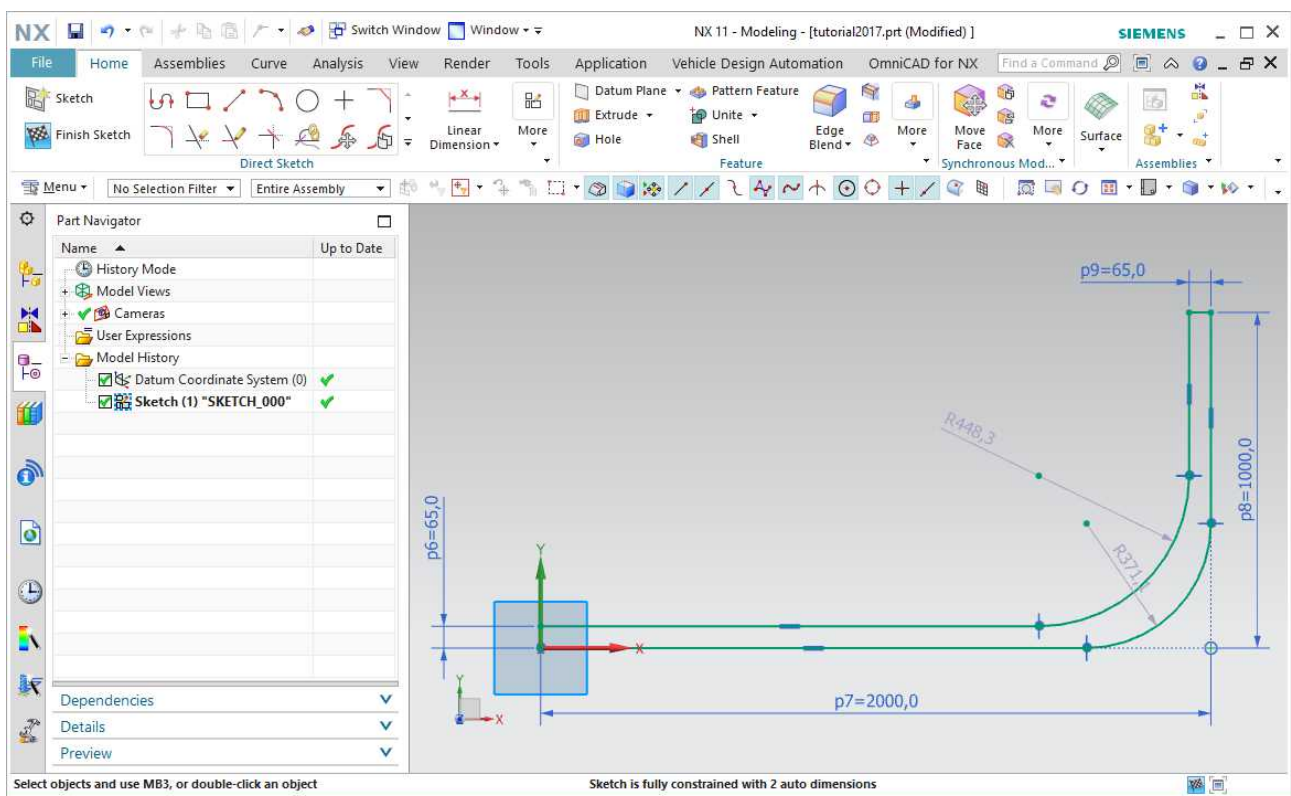 NX Switch Window Window NX 11 - Modeling - [tutorial2017.prt (Modified) ] SIEMENS
File Home Assemblies Curve Analysis View Render Tools Application Vehicle Design Automation OmniCAD for NX Find a Command
Sketch
Finish Sketch
Direct Sketch
Linear
Dimension
More
Datum Plane Pattern Feature
Extrude Unite
Hole Shell
Edge
Blend
More
Feature
Move
Face
More
Synchronous Mod...
Surface
Assemblies
Menu No Selection Filter Entire Assembly
Part Navigator
Name Up to Date
History Mode
Model Views
Cameras
User Expressions
Model History
Datum Coordinate System (0)
Sketch (1) "SKETCH_000"
Dependencies
Details
Preview
p9=65,0
R448,3
p8=1000,0
p6=65,0
Y
X
Y
X
p7=2000,0
Select objects and use MB3, or double-click an object Sketch is fully constrained with 2 auto dimensions